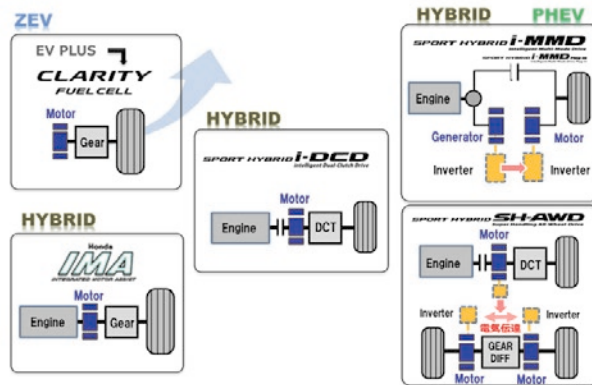 ZEV
EV PLUS
CLARITY
FUEL CELL
Motor
Gear
HYBRID
Honda
IMA
INTEGRATED MOTOR ASSIST
Motor
Engine
Gear
HYBRID
SPORT HYBRID i-DCD
intelligent Dual Clutch Drive
Motor
Engine
DCT
HYBRID
PHEV
SPORT HYBRID i-MMD
intelligent Multi Mode Drive
SPORT HYBRID i-MMD
Engine
Generator
Motor
Inverter
Inverter
SPORT HYBRID SH-AWD
Super Handling All Wheel Drive
Motor
Engine
DCT
Inverter
Inverter
電気伝達
GEAR
DIFF
Motor
Motor